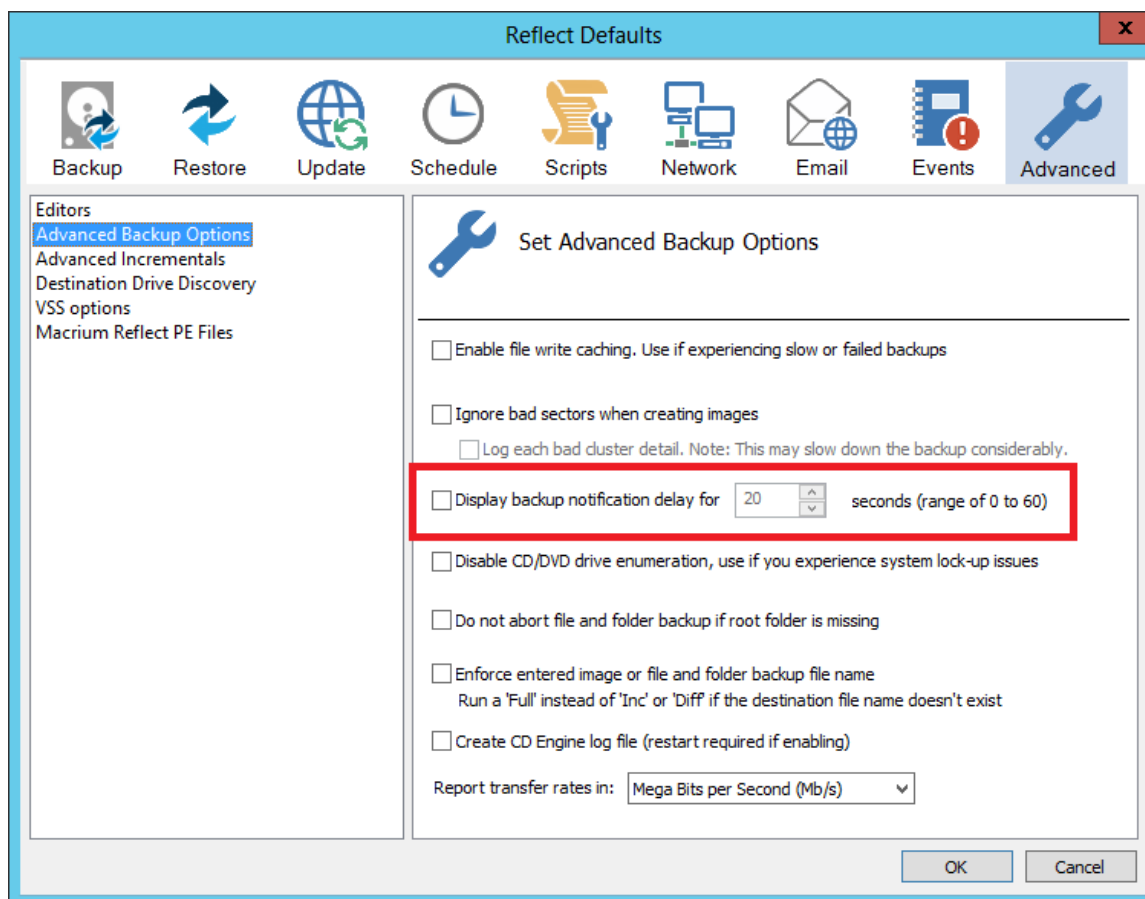 Reflect Defaults
x
Backup
Restore
Update
Schedule
Scripts
Network
Email
Events
Advanced
Editors
Advanced Backup Options
Advanced Incrementals
Destination Drive Discovery
VSS options
Macrium Reflect PE Files
Set Advanced Backup Options
Enable file write caching. Use if experiencing slow or failed backups
Ignore bad sectors when creating images
Log each bad cluster detail. Note: This may slow down the backup considerably.
Display backup notification delay for 20 seconds (range of 0 to 60)
Disable CD/DVD drive enumeration, use if you experience system lock-up issues
Do not abort file and folder backup if root folder is missing
Enforce entered image or file and folder backup file name
Run a 'Full' instead of 'Inc' or 'Diff' if the destination file name doesn't exist
Create CD Engine log file (restart required if enabling)
Report transfer rates in: Mega Bits per Second (Mb/s)
OK Cancel